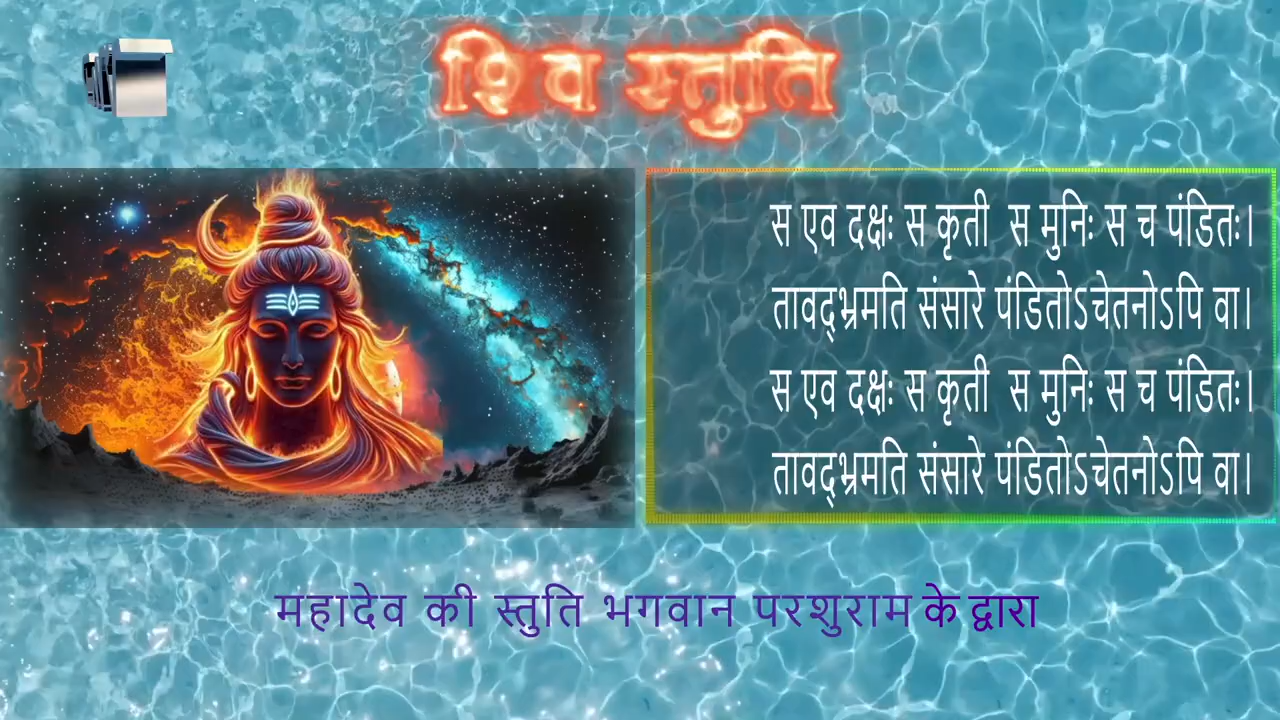 शिव स्तुति
स एव दक्षः स कृती स मुनिः स च पंडितः।
तावद्भ्रमति संसारे पंडितोऽचेतनोऽपि वा।
स एव दक्षः स कृती स मुनिः स च पंडितः।
तावद्भ्रमति संसारे पंडितोऽचेतनोऽपि वा।
महादेव की स्तुति भगवान परशुराम के द्वारा